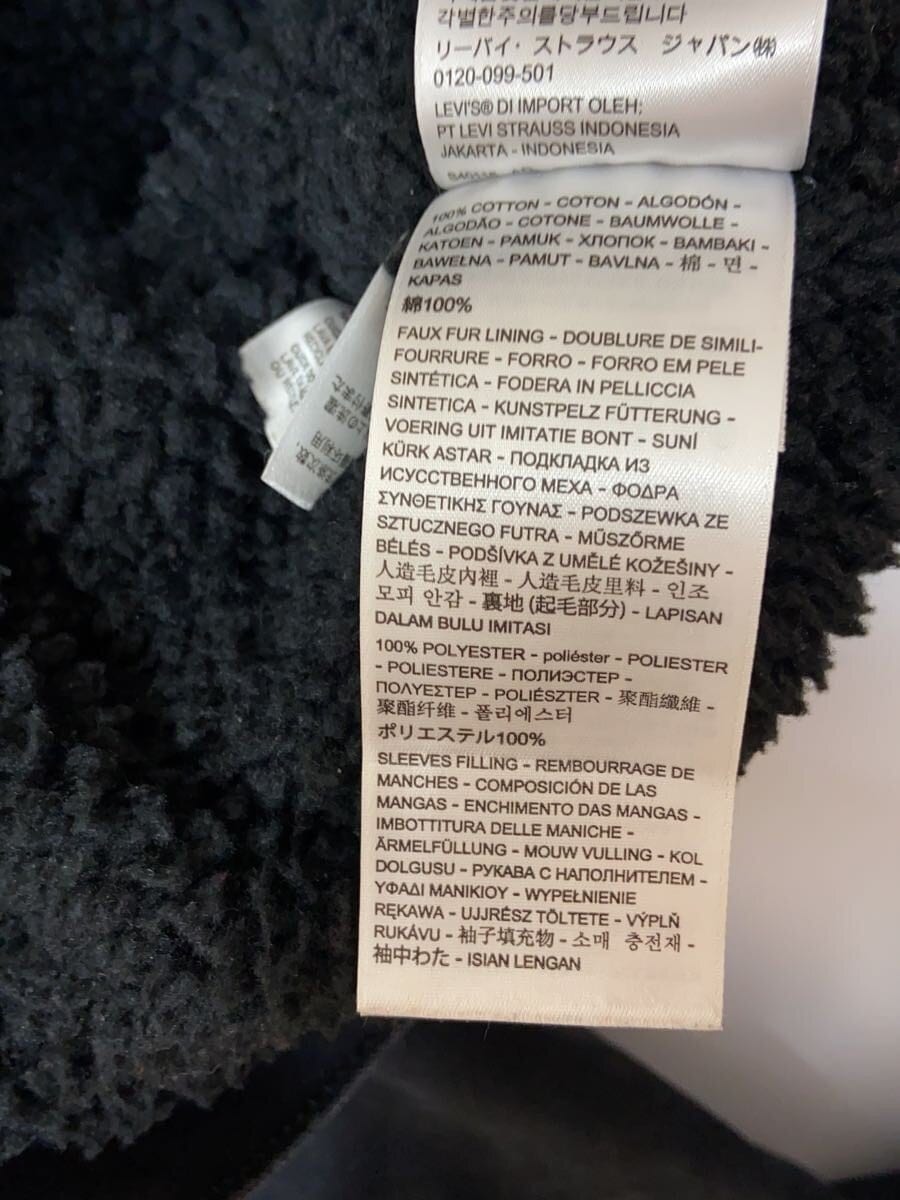 각별한주의를당부드립니다
リーバイ・ストラウス ジャパン㈱
0120-099-501
LEVI'S® DI IMPORT OLEH:
PT LEVI STRAUSS INDONESIA
JAKARTA - INDONESIA
100% COTTON - COTON - ALGODÓN -
ALGODÃO - COTONE - BAUMWOLLE -
KATOEN - PAMUK - ХЛОПОК - BAMBAKI -
BAWEŁNA - PAMUT - BAVLNA - 棉 - 면 -
KAPAS
綿100%
FAUX FUR LINING - DOUBLURE DE SIMILI-
FOURRURE - FORRO - FORRO EM PELE
SINTÉTICA - FODERA IN PELLICCIA
SINTETICA - KUNSTPELZ FÜTTERUNG -
VOERING UIT IMITATIE BONT - SUNÍ
KÜRK ASTAR - ПОДКЛАДКА ИЗ
ИСУССТВЕННОГО МЕХА - ΦΟΔΡΑ
ΣΥΝΘΕΤΙΚΗΣ ΓΟΥΝΑΣ - PODSZEWKA ZE
SZTUCZNEGO FUTRA - MŰSZŐRME
BÉLÉS - PODŠÍVKA Z UMĚLÉ KOŽEŠINY -
人造毛皮內裡 - 人造毛皮里料 - 인조
모피 안감 - 裏地 (起毛部分) - LAPISAN
DALAM BULU IMITASI
100% POLYESTER - poliéster - POLIESTER
- POLIESTERE - ПОЛИЭСТЕР -
ΠΟΛΥΕΣΤΕΡ - POLIÉSZTER - 聚酯纖維 -
聚酯纤维 - 폴리에스터
ポリエステル100%
SLEEVES FILLING - REMBOURRAGE DE
MANCHES - COMPOSICIÓN DE LAS
MANGAS - ENCHIMENTO DAS MANGAS -
IMBOTTITURA DELLE MANICHE -
ÄRMELFÜLLUNG - MOUW VULLING - KOL
DOLGUSU - РУКАВА С НАПОЛНИТЕЛЕМ -
ΥΦΑΔΙ ΜΑΝΙΚΙΟΥ - WYPEŁNIENIE
RĘKAWA - UJJRÉSZ TÖLTETE - VÝPLŇ
RUKÁVU - 袖子填充物 - 소매 충전재 -
袖中わた - ISIAN LENGAN